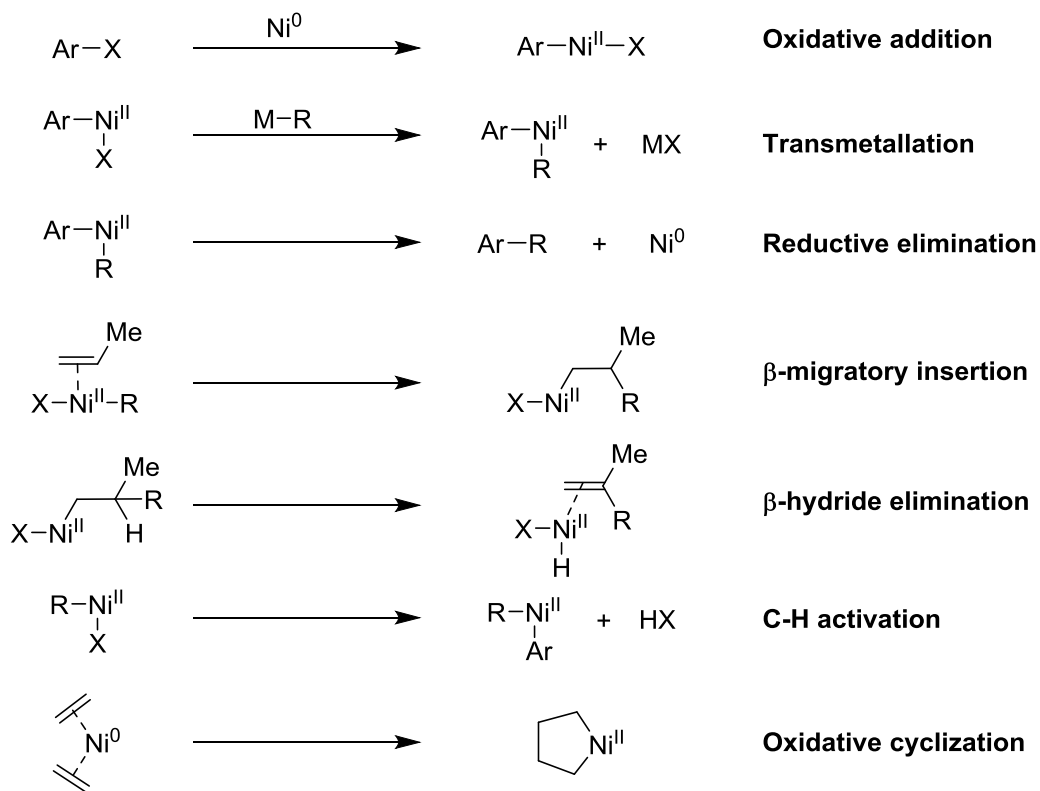 Ar–X Ni⁰ Ar–Niᴵᴵ–X Oxidative addition
Ar–Niᴵᴵ X M–R Ar–Niᴵᴵ R + MX Transmetallation
Ar–Niᴵᴵ R Ar–R + Ni⁰ Reductive elimination
Me X–Niᴵᴵ–R Me X–Niᴵᴵ R β-migratory insertion
Me R X–Niᴵᴵ H Me R X–Niᴵᴵ H β-hydride elimination
R–Niᴵᴵ X R–Niᴵᴵ Ar + HX C-H activation
Ni⁰ Niᴵᴵ Oxidative cyclization